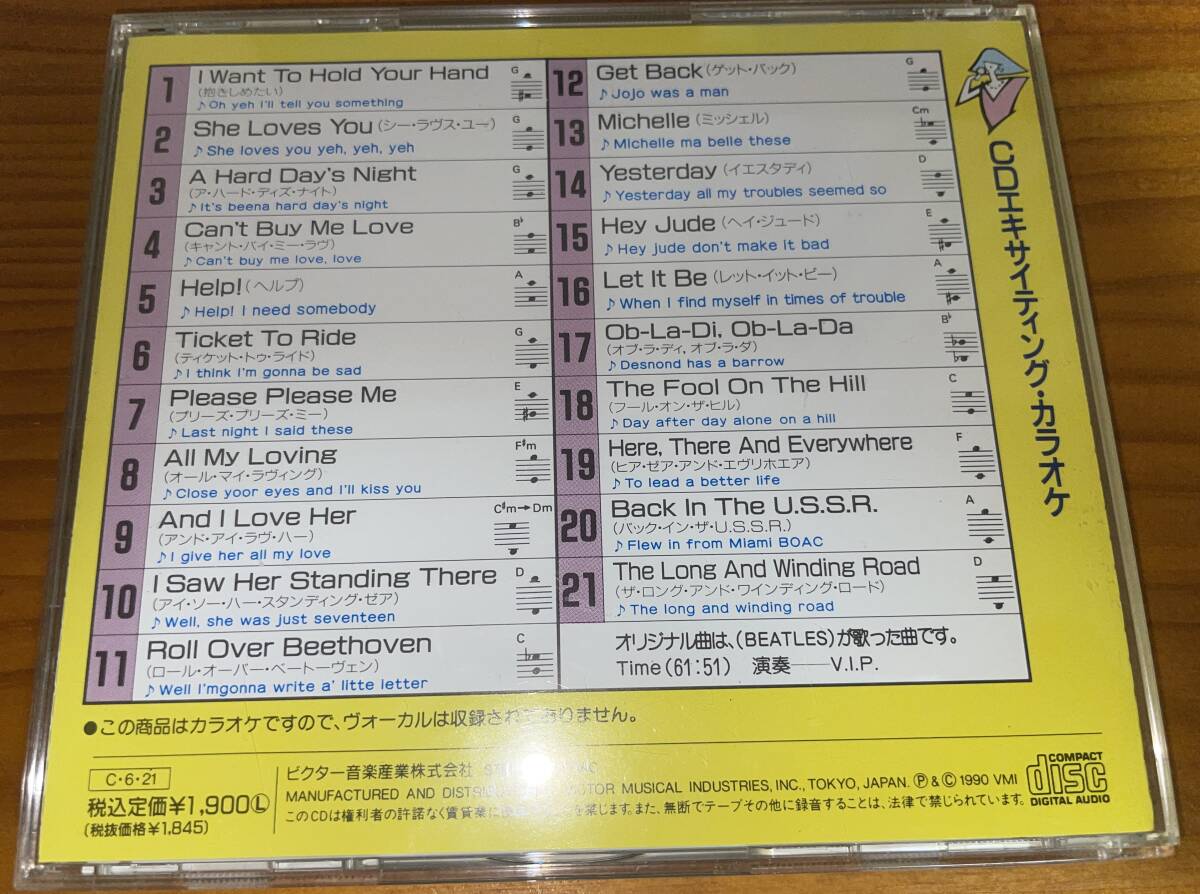 1
I Want To Hold Your Hand
G
(抱きしめたい)
♪Oh yeh I'll tell you something
2
She Loves You (シー・ラヴス・ユー)
G
♪She loves you yeh, yeh, yeh
3
A Hard Day's Night
G
(ア・ハード・デイズ・ナイト)
♪It's beena hard day's night
4
Can't Buy Me Love
B♭
(キャント・バイ・ミー・ラヴ)
♪Can't buy me love, love
5
Help! (ヘルプ)
A
♪Help! I need somebody
6
Ticket To Ride
G
(ティケット・トゥ・ライド)
♪I think I'm gonna be sad
7
Please Please Me
E
(プリーズ・プリーズ・ミー)
♪Last night I said these
8
All My Loving
F♯m
(オール・マイ・ラヴィング)
♪Close yoor eyes and I'll kiss you
9
And I Love Her
C♯m→Dm
(アンド・アイ・ラヴ・ハー)
♪I give her all my love
10
I Saw Her Standing There
D
(アイ・ソー・ハー・スタンディング・ゼア)
♪Well, she was just seventeen
11
Roll Over Beethoven
C
(ロール・オーバー・ベートーヴェン)
♪Well I'mgonna write a' litte letter
12
Get Back (ゲット・バック)
G
♪Jojo was a man
13
Michelle (ミッシェル)
Cm
♪Michelle ma belle these
14
Yesterday (イエスタディ)
D
♪Yesterday all my troubles seemed so
15
Hey Jude (ヘイ・ジュード)
E
♪Hey jude don't make it bad
16
Let It Be (レット・イット・ビー)
A
♪When I find myself in times of trouble
17
Ob-La-Di, Ob-La-Da
B♭
(オブ・ラ・ディ, オブ・ラ・ダ)
♪Desnond has a barrow
18
The Fool On The Hill
C
(フール・オン・ザ・ヒル)
♪Day after day alone on a hill
19
Here, There And Everywhere
F
(ヒア・ゼア・アンド・エヴリホエア)
♪To lead a better life
20
Back In The U.S.S.R.
A
(バック・イン・ザ・U.S.S.R.)
♪Flew in from Miami BOAC
21
The Long And Winding Road
D
(ザ・ロング・アンド・ワインディング・ロード)
♪The long and winding road
オリジナル曲は、(BEATLES)が歌った曲です。
Time (61:51) 演奏——V.I.P.
CDエキサイティング・カラオケ
●この商品はカラオケですので、ヴォーカルは収録されておりません。
C・6・21
税込定価¥1,900Ⓛ
(税抜価格¥1,845)
ビクター音楽産業株式会社
MANUFACTURED AND MUSICAL INDUSTRIES, INC., TOKYO, JAPAN. Ⓟ & Ⓒ 1990 VMI
このCDは権利者の許諾なく賃貸業に を禁じます。また、無断でテープその他に録音することは、法律で禁じられています。
COMPACT
disc
DIGITAL AUDIO